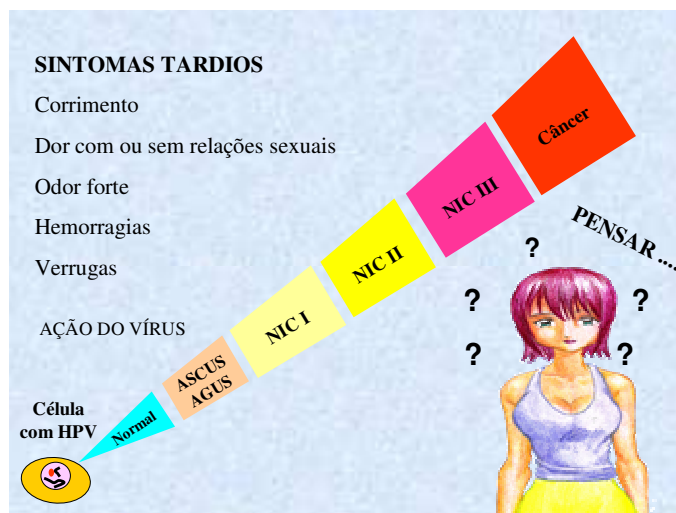 SINTOMAS TARDIOS
Corrimento
Dor com ou sem relações sexuais
Odor forte
Hemorragias
Verrugas
AÇÃO DO VÍRUS
Célula
com HPV
Normal
ASCUS
AGUS
NIC I
NIC II
NIC III
Câncer
PENSAR ....
?
?
?
?
?